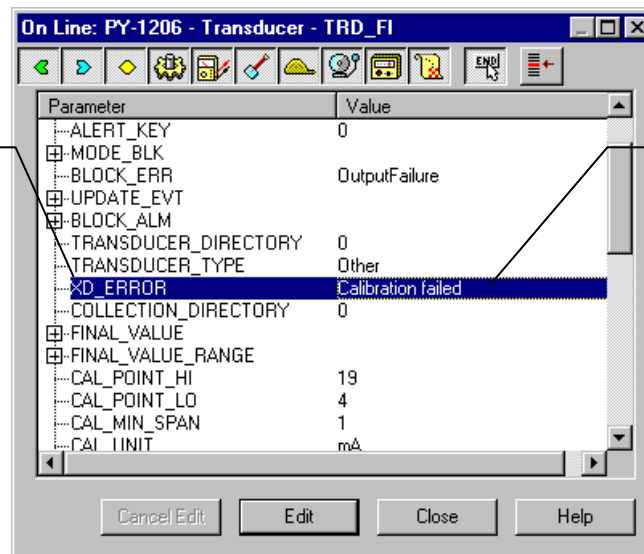 On Line: PY-1206 - Transducer - TRD_FI
END
Parameter Value
ALERT_KEY 0
MODE_BLK
BLOCK_ERR OutputFailure
UPDATE_EVT
BLOCK_ALM
TRANSDUCER_DIRECTORY 0
TRANSDUCER_TYPE Other
XD_ERROR Calibration failed
COLLECTION_DIRECTORY 0
FINAL_VALUE
FINAL_VALUE_RANGE
CAL_POINT_HI 19
CAL_POINT_LO 4
CAL_MIN_SPAN 1
CAL_UNIT mA
Cancel Edit Edit Close Help